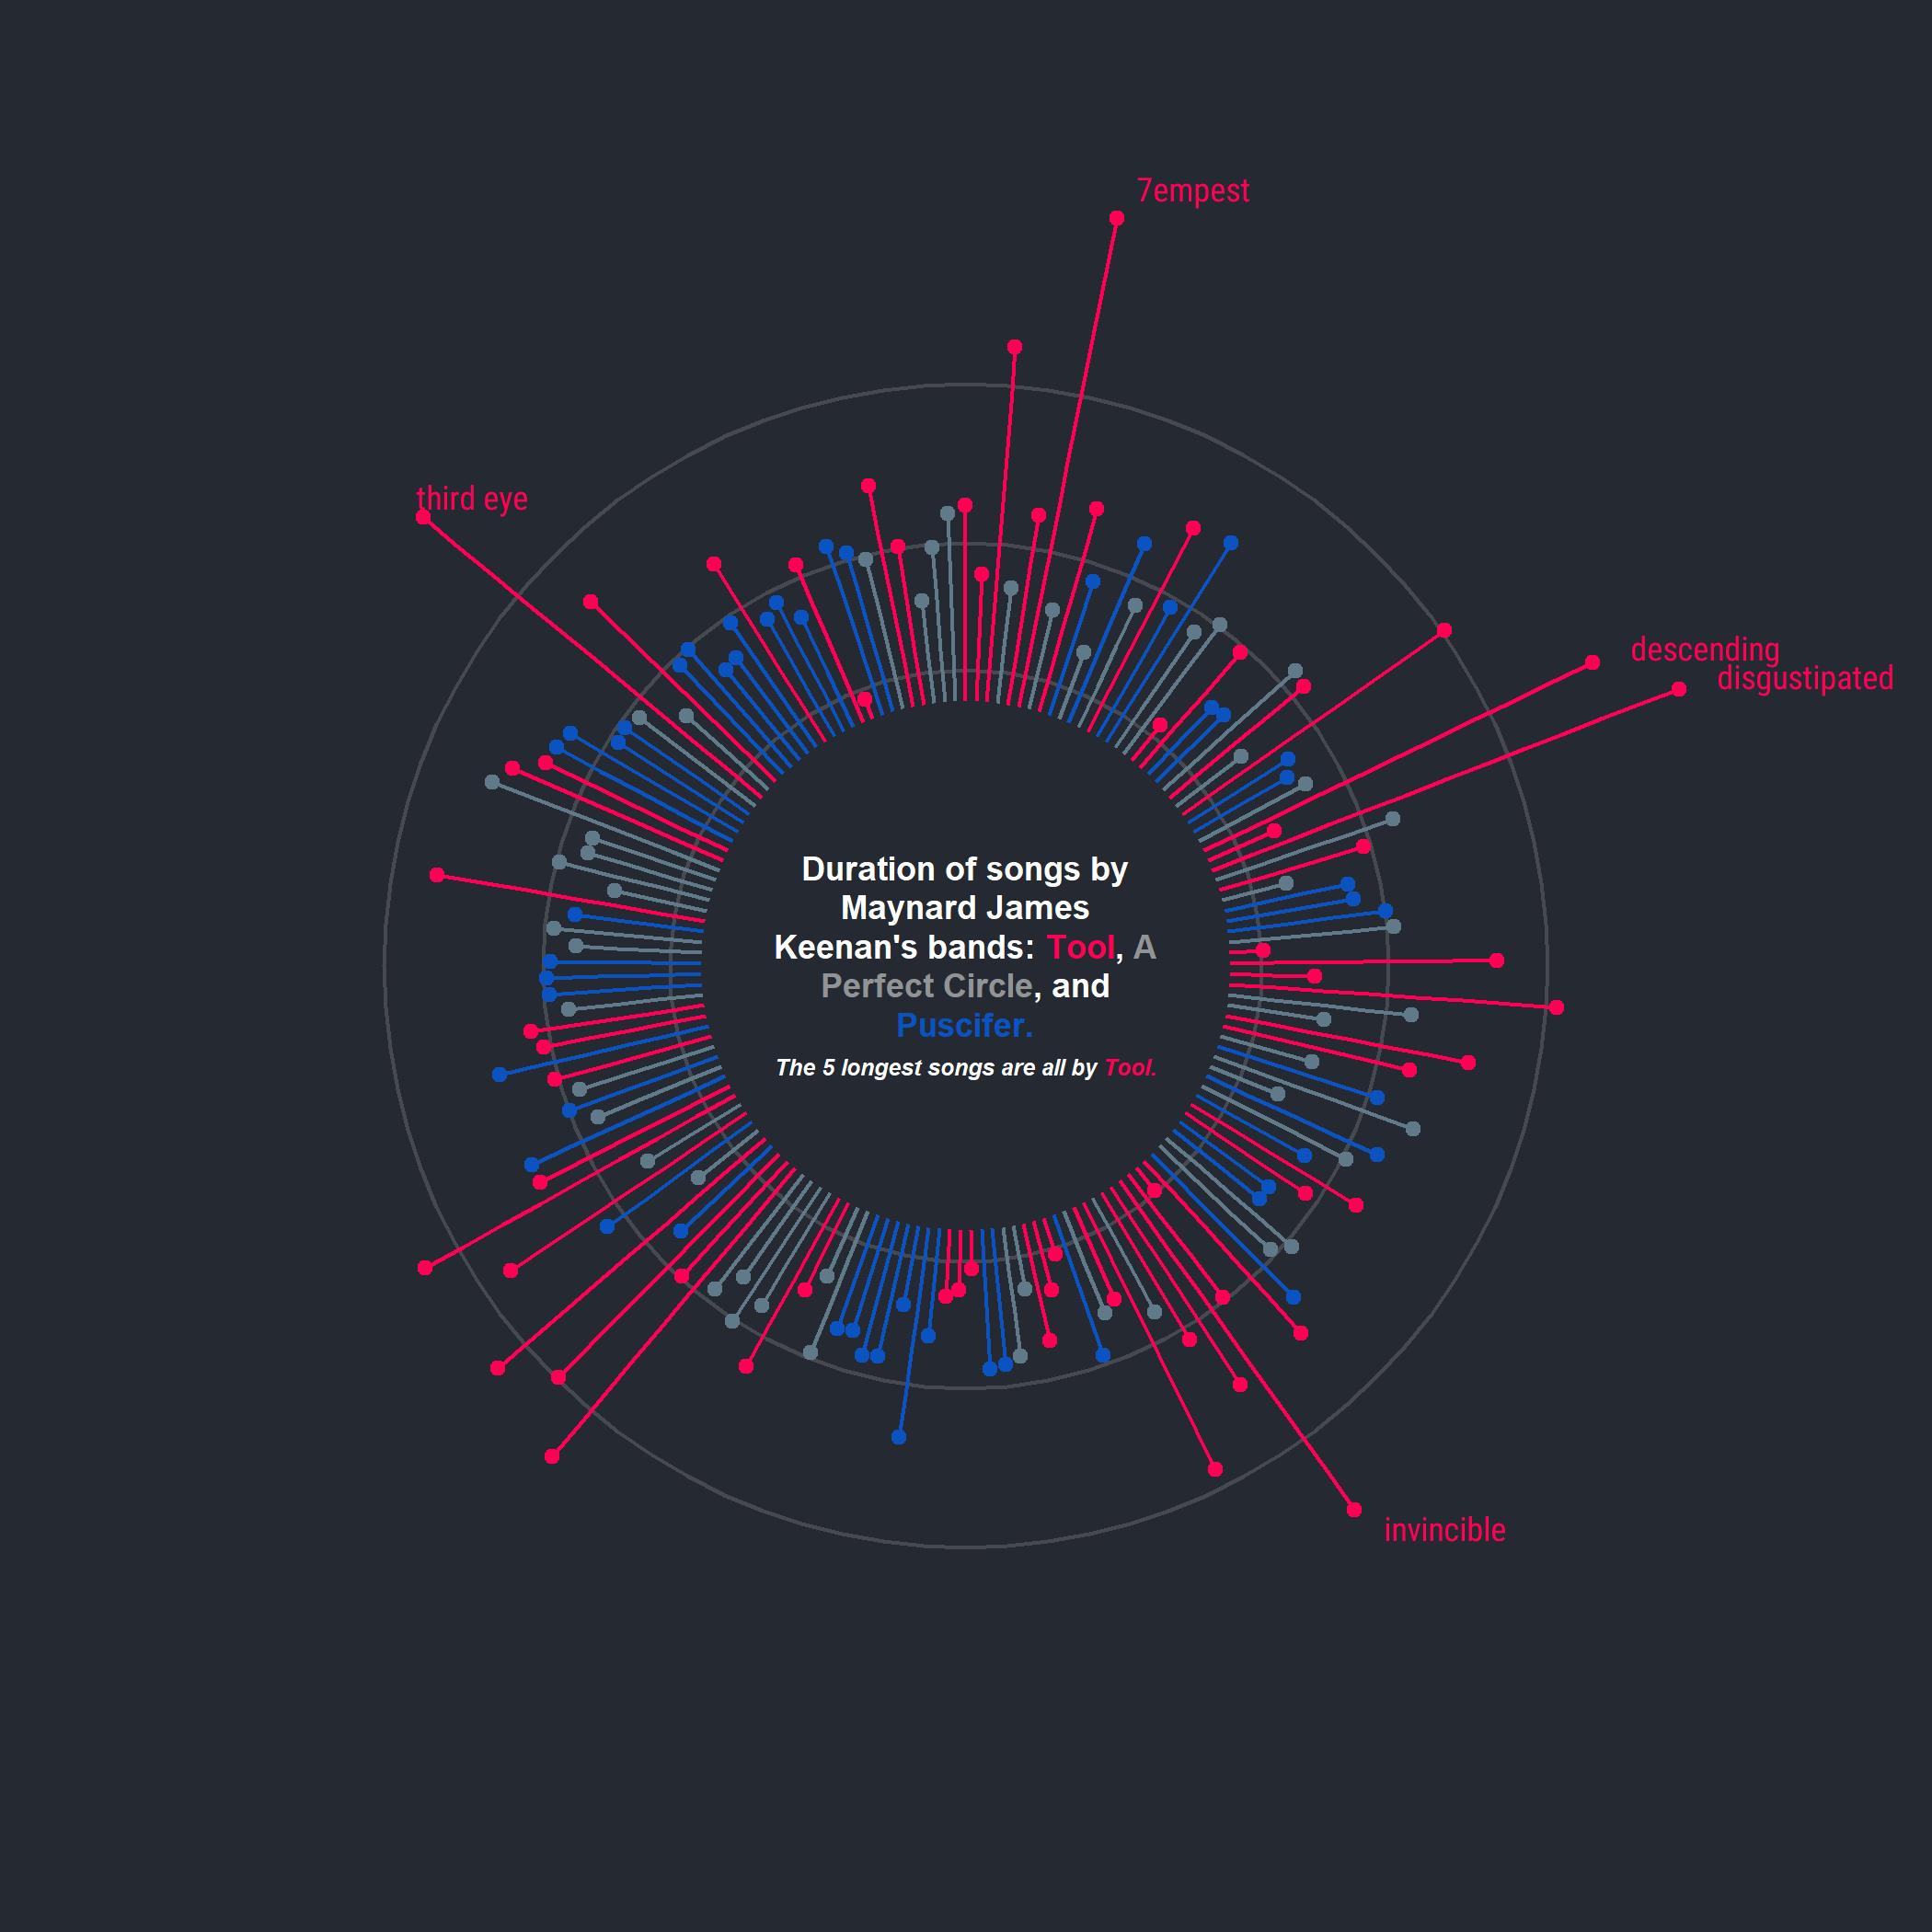 7empest
third eye
descending
disgustipated
Duration of songs by
Maynard James
Keenan's bands: Tool, A
Perfect Circle, and
Puscifer.
The 5 longest songs are all by Tool.
invincible